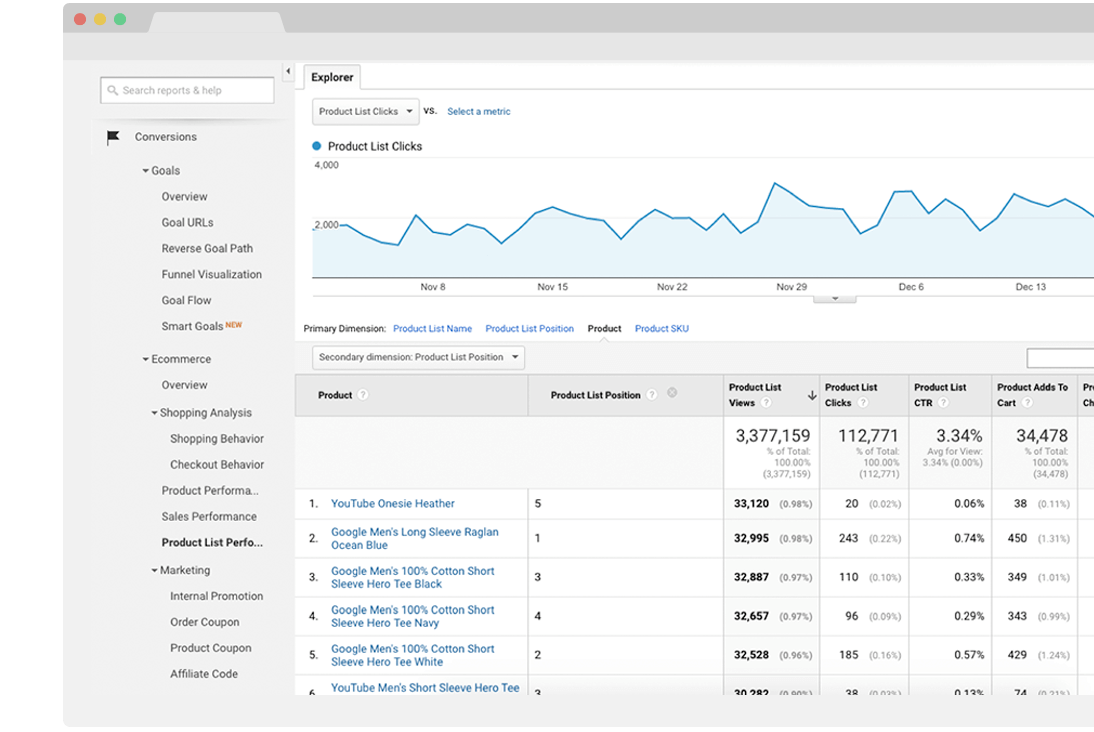 Search reports & help
Conversions
Goals
Overview
Goal URLs
Reverse Goal Path
Funnel Visualization
Goal Flow
Smart Goals NEW
Ecommerce
Overview
Shopping Analysis
Shopping Behavior
Checkout Behavior
Product Performa...
Sales Performance
Product List Perfo...
Marketing
Internal Promotion
Order Coupon
Product Coupon
Affiliate Code
Explorer
Product List Clicks VS. Select a metric
Product List Clicks
4,000
2,000
Nov 8 Nov 15 Nov 22 Nov 29 Dec 6 Dec 13
Primary Dimension: Product List Name Product List Position Product Product SKU
Secondary dimension: Product List Position
Product ? Product List Position ? Product List Views ? Product List Clicks ? Product List CTR ? Product Adds To Cart ?
3,377,159 112,771 3.34% 34,478
% of Total: % of Total: Avg for View: % of Total:
100.00% 100.00% 3.34% (0.00%) 100.00%
(3,377,159) (112,771) (34,478)
1. YouTube Onesie Heather 5 33,120 (0.98%) 20 (0.02%) 0.06% 38 (0.11%)
2. Google Men's Long Sleeve Raglan
Ocean Blue 1 32,995 (0.98%) 243 (0.22%) 0.74% 450 (1.31%)
3. Google Men's 100% Cotton Short
Sleeve Hero Tee Black 3 32,887 (0.97%) 110 (0.10%) 0.33% 349 (1.01%)
4. Google Men's 100% Cotton Short
Sleeve Hero Tee Navy 4 32,657 (0.97%) 96 (0.09%) 0.29% 343 (0.99%)
5. Google Men's 100% Cotton Short
Sleeve Hero Tee White 2 32,528 (0.96%) 185 (0.16%) 0.57% 429 (1.24%)
6. YouTube Men's Short Sleeve Hero Tee 3 30,282 (0.90%) 38 (0.03%) 0.13% 74 (0.21%)